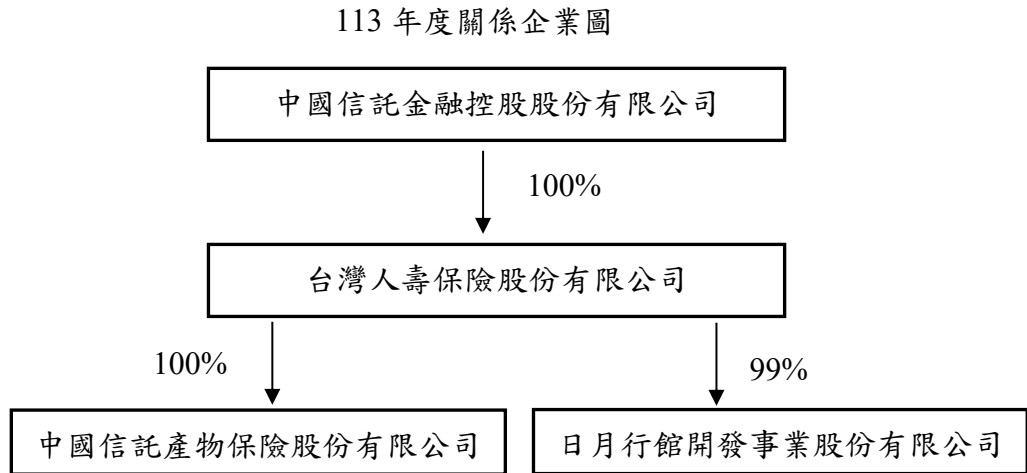 113 年度關係企業圖
中國信託金融控股股份有限公司
100%
台灣人壽保險股份有限公司
100%
99%
中國信託產物保險股份有限公司
日月行館開發事業股份有限公司